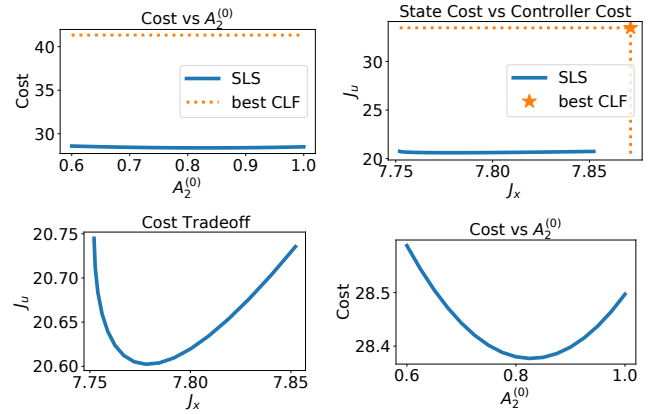 Cost vs $A_2^{(0)}$
40
30
Cost
0.6 0.7 0.8 0.9 1.0
$A_2^{(0)}$
SLS
best CLF
State Cost vs Controller Cost
30
25
20
$J_u$
7.75 7.80 7.85
$J_x$
SLS
best CLF
Cost Tradeoff
20.75
20.70
20.65
20.60
$J_u$
7.75 7.80 7.85
$J_x$
Cost vs $A_2^{(0)}$
28.5
28.4
Cost
0.6 0.8 1.0
$A_2^{(0)}$